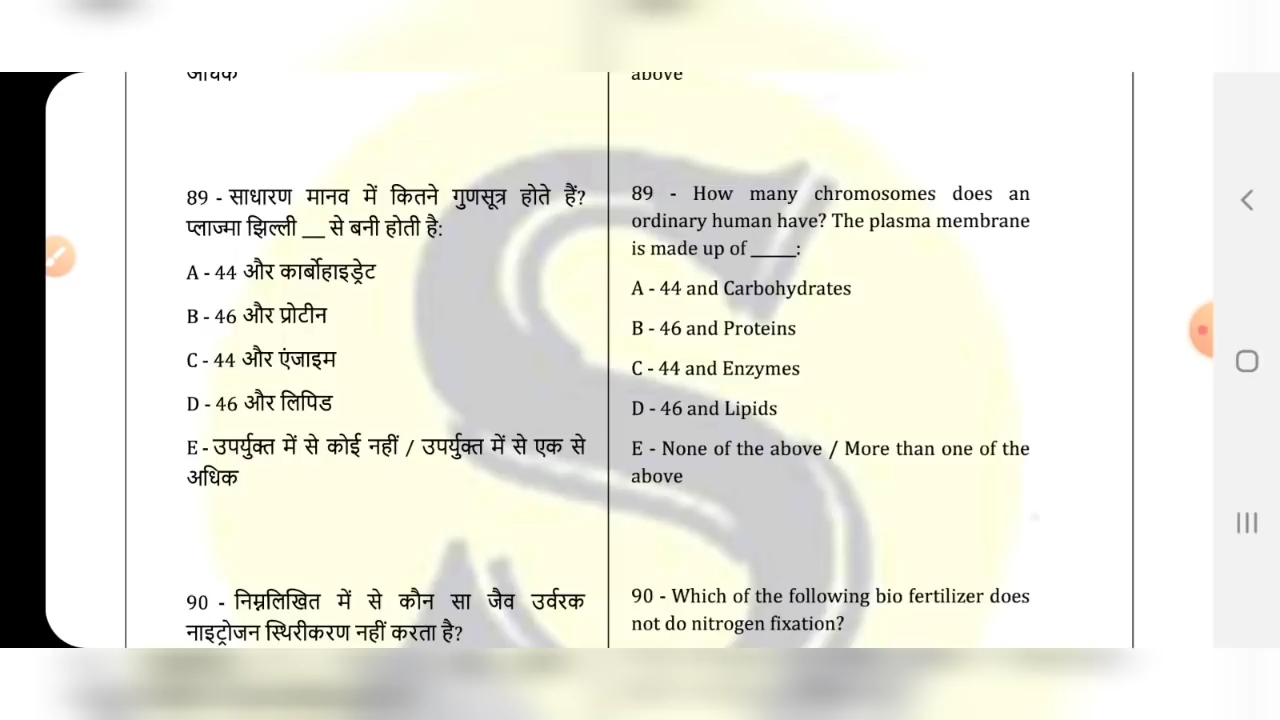 अधिक
89 - साधारण मानव में कितने गुणसूत्र होते हैं?
प्लाज्मा झिल्ली __ से बनी होती है:
A - 44 और कार्बोहाइड्रेट
B - 46 और प्रोटीन
C - 44 और एंजाइम
D - 46 और लिपिड
E - उपर्युक्त में से कोई नहीं / उपर्युक्त में से एक से
अधिक
90 - निम्नलिखित में से कौन सा जैव उर्वरक
नाइट्रोजन स्थिरीकरण नहीं करता है?
above
89 - How many chromosomes does an
ordinary human have? The plasma membrane
is made up of _____:
A - 44 and Carbohydrates
B - 46 and Proteins
C - 44 and Enzymes
D - 46 and Lipids
E - None of the above / More than one of the
above
90 - Which of the following bio fertilizer does
not do nitrogen fixation?